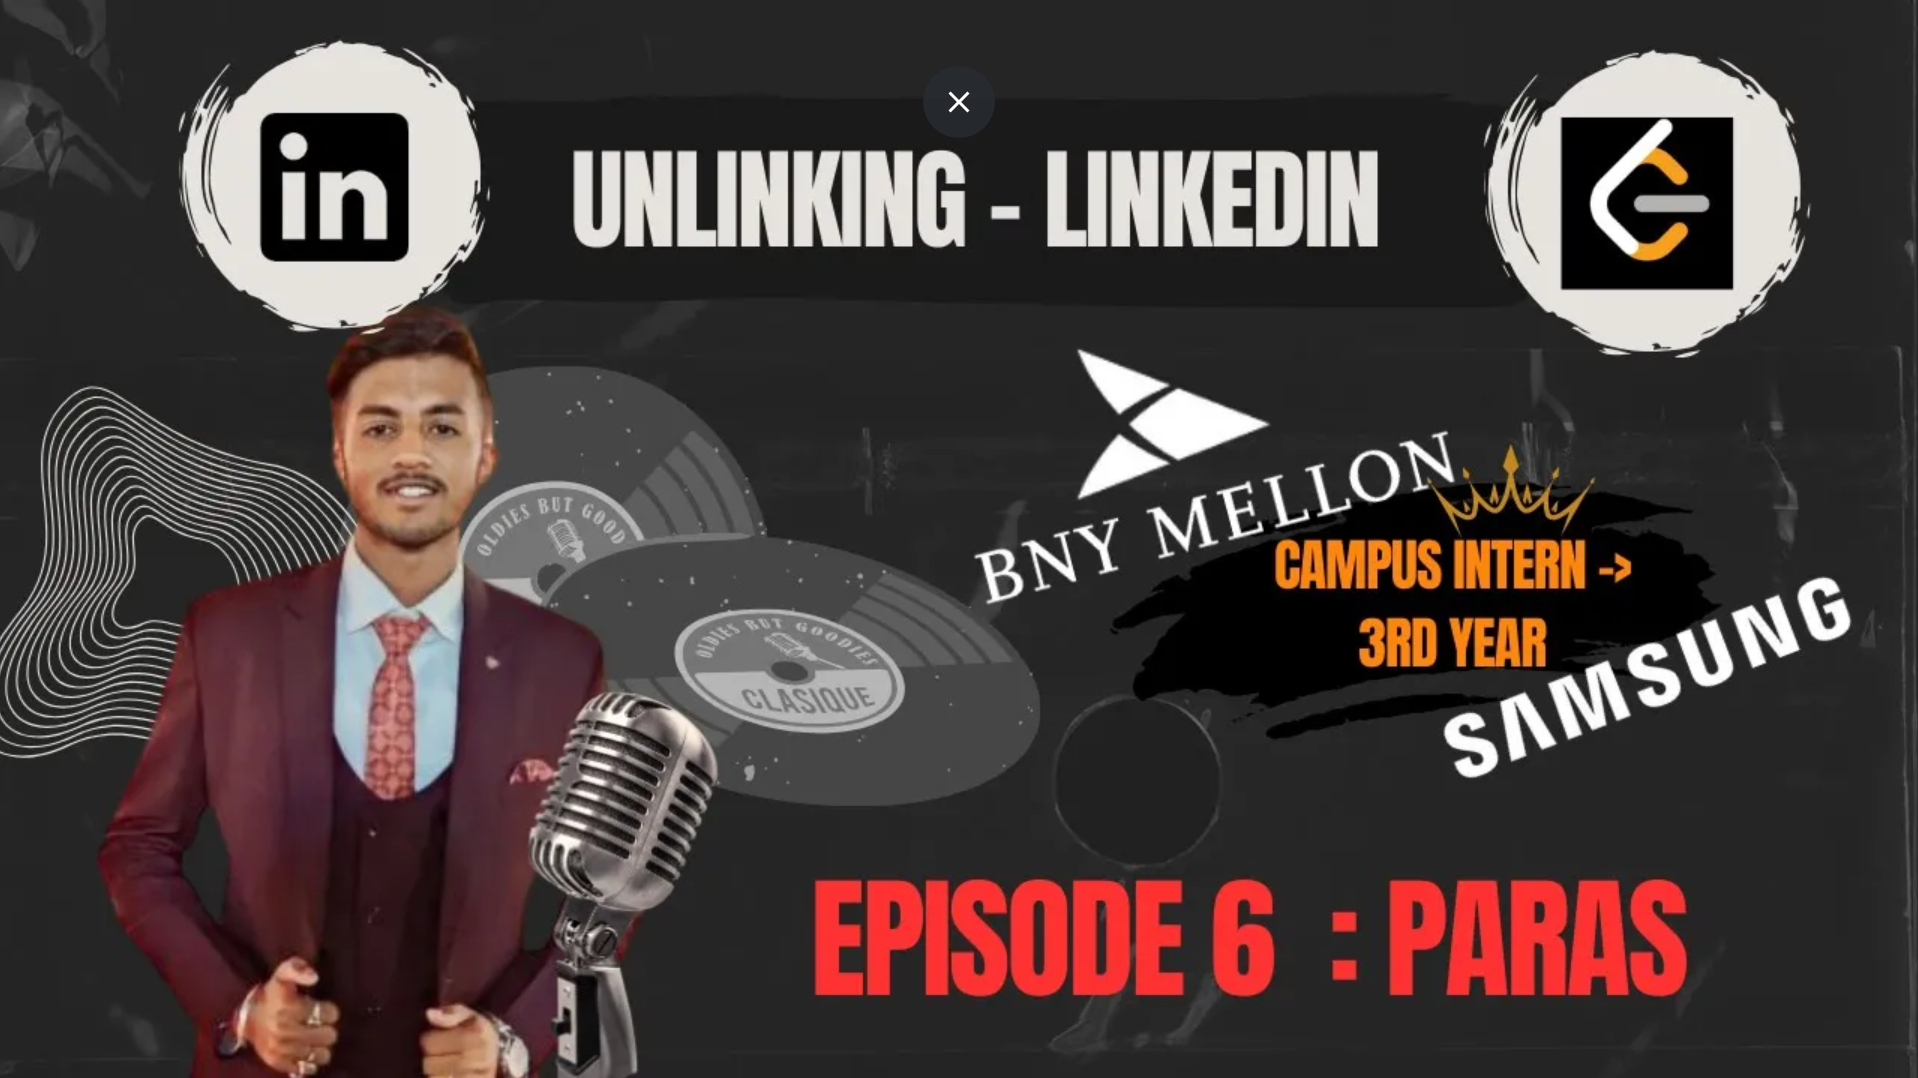 in
UNLINKING - LINKEDIN
BNY MELLON
CAMPUS INTERN ->
3RD YEAR
SAMSUNG
OLDIES BUT GOOD
OLDIES BUT GOODIES
CLASIQUE
EPISODE 6 : PARAS